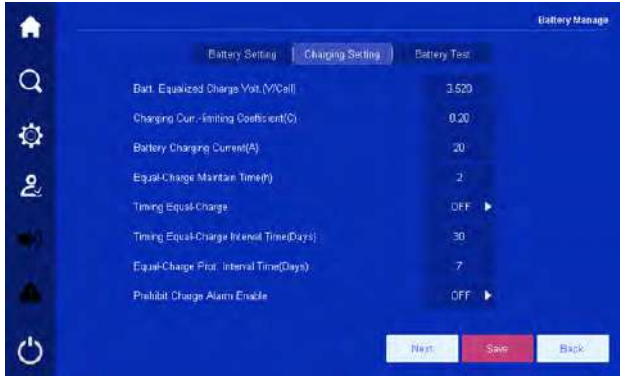 Battery Manage
Battery Setting Charging Setting Battery Test
Batt. Equalized Charge Volt.(V/Cell) 3.520
Charging Curr.-limiting Coefficient(C) 0.20
Battery Charging Current(A) 20
Equal-Charge Maintain Time(h) 2
Timing Equal-Charge OFF
Timing Equal-Charge Interval Time(Days) 30
Equal-Charge Prot. Interval Time(Days) 7
Prohibit Charge Alarm Enable OFF
Next Save Back